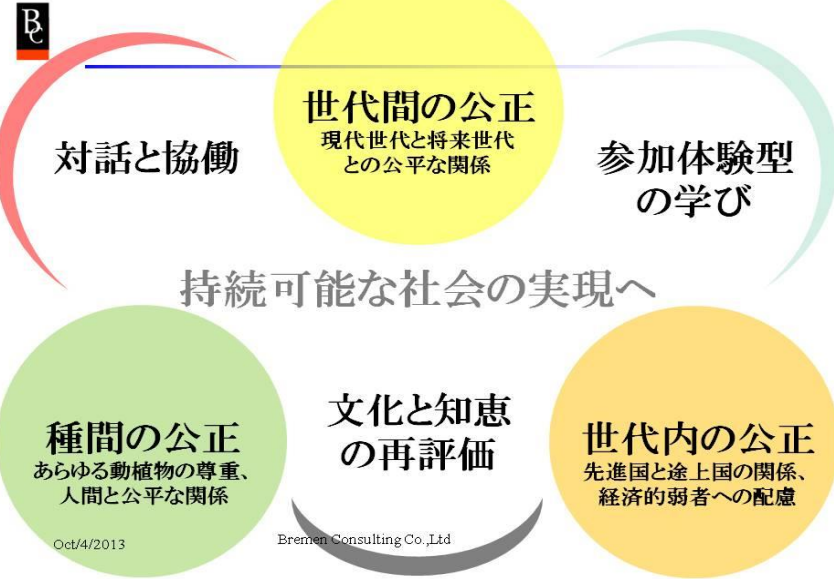 BC
世代間の公正
現代世代と将来世代
との公平な関係
対話と協働
参加体験型
の学び
持続可能な社会の実現へ
種間の公正
あらゆる動植物の尊重、
人間と公平な関係
文化と知恵
の再評価
世代内の公正
先進国と途上国の関係、
経済的弱者への配慮
Oct/4/2013
Bremen Consulting Co.,Ltd